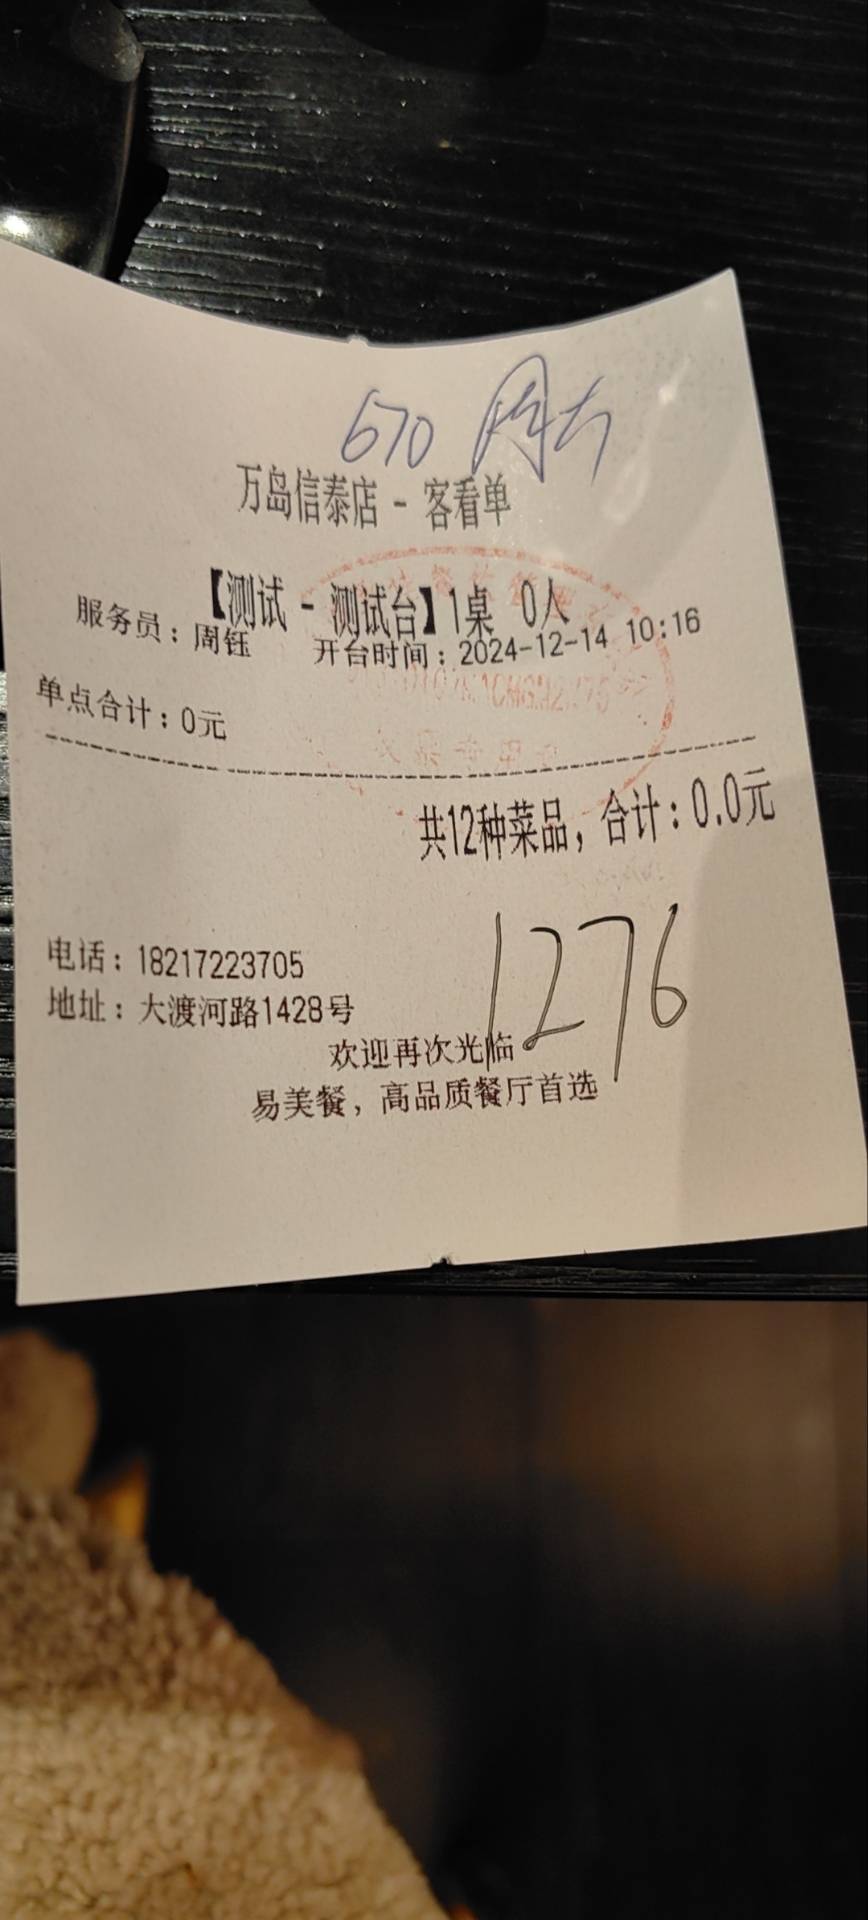 670
万岛信泰店 - 客看单
【测试 - 测试台】1桌 0人
服务员：周钰 开台时间：2024-12-14 10:16
单点合计：0元
共12种菜品，合计：0.0元
1276
电话：18217223705
地址：大渡河路1428号
欢迎再次光临
易美餐，高品质餐厅首选